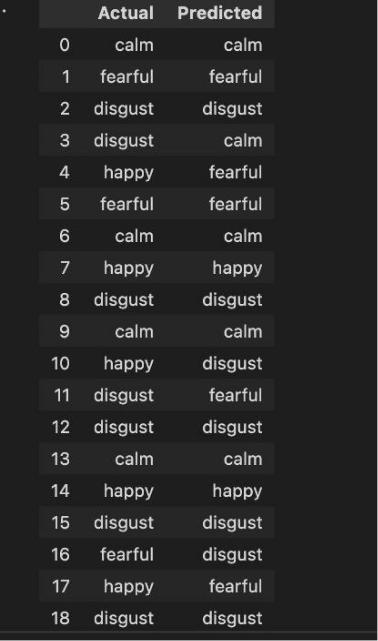 Actual Predicted
0 calm calm
1 fearful fearful
2 disgust disgust
3 disgust calm
4 happy fearful
5 fearful fearful
6 calm calm
7 happy happy
8 disgust disgust
9 calm calm
10 happy disgust
11 disgust fearful
12 disgust disgust
13 calm calm
14 happy happy
15 disgust disgust
16 fearful disgust
17 happy fearful
18 disgust disgust